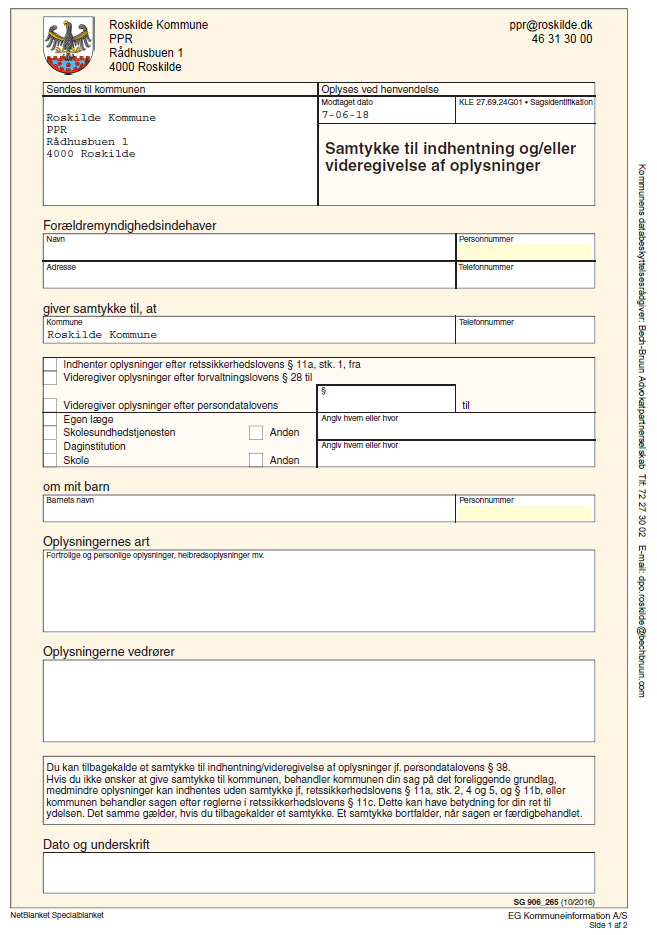 Roskilde Kommune
PPR
Rådhusbuen 1
4000 Roskilde
ppr@roskilde.dk
46 31 30 00
Sendes til kommunen
Oplyses ved henvendelse
Roskilde Kommune
PPR
Rådhusbuen 1
4000 Roskilde
Modtaget dato
7-06-18
KLE 27.69.24G01 • Sagsidentifikation
Samtykke til indhentning og/eller
videregivelse af oplysninger
Forældremyndighedsindehaver
Navn
Personnummer
Adresse
Telefonnummer
giver samtykke til, at
Kommune
Roskilde Kommune
Telefonnummer
Indhenter oplysninger efter retssikkerhedslovens § 11a, stk. 1, fra
Videregiver oplysninger efter forvaltningslovens § 28 til
Videregiver oplysninger efter persondatalovens
§
til
Egen læge
Skolesundhedstjenesten
Anden
Angiv hvem eller hvor
Daginstitution
Skole
Anden
Angiv hvem eller hvor
om mit barn
Barnets navn
Personnummer
Oplysningernes art
Fortrolige og personlige oplysninger, helbredsoplysninger mv.
Oplysningerne vedrører
Du kan tilbagekalde et samtykke til indhentning/videregivelse af oplysninger jf. persondatalovens § 38.
Hvis du ikke ønsker at give samtykke til kommunen, behandler kommunen din sag på det foreliggende grundlag,
medmindre oplysninger kan indhentes uden samtykke jf, retssikkerhedslovens § 11a, stk. 2, 4 og 5, og § 11b, eller
kommunen behandler sagen efter reglerne i retssikkerhedslovens § 11c. Dette kan have betydning for din ret til
ydelsen. Det samme gælder, hvis du tilbagekalder et samtykke. Et samtykke bortfalder, når sagen er færdigbehandlet.
Dato og underskrift
SG 906_265 (10/2016)
NetBlanket Specialblanket
EG Kommuneinformation A/S
Side 1 af 2
Kommunens databeskyttelsesrådgiver: Bech-Bruun Advokatpartnerselskab Tlf: 72 27 30 02 E-mail: dpo.roskilde@bechbruun.com